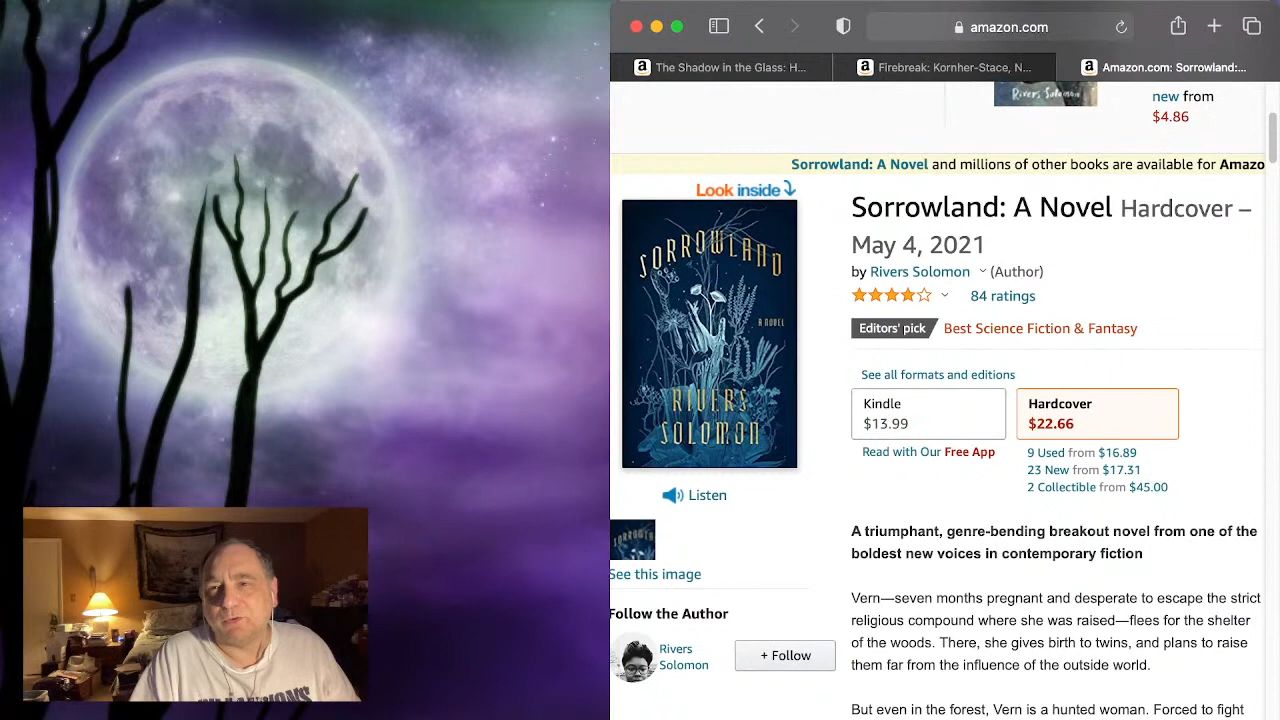 amazon.com
The Shadow in the Glass: H...
Firebreak: Kornher-Stace, N...
Amazon.com: Sorrowland:...
Rivers Solomon
new from
$4.86
Sorrowland: A Novel and millions of other books are available for Amazo
Look inside
SORROWLAND
A NOVEL
RIVERS
SOLOMON
Sorrowland: A Novel Hardcover –
May 4, 2021
by Rivers Solomon (Author)
84 ratings
Editors' pick Best Science Fiction & Fantasy
See all formats and editions
Kindle
$13.99
Hardcover
$22.66
Read with Our Free App
9 Used from $16.89
23 New from $17.31
2 Collectible from $45.00
Listen
See this image
Follow the Author
Rivers
Solomon
+ Follow
A triumphant, genre-bending breakout novel from one of the
boldest new voices in contemporary fiction
Vern—seven months pregnant and desperate to escape the strict
religious compound where she was raised—flees for the shelter
of the woods. There, she gives birth to twins, and plans to raise
them far from the influence of the outside world.
But even in the forest, Vern is a hunted woman. Forced to fight